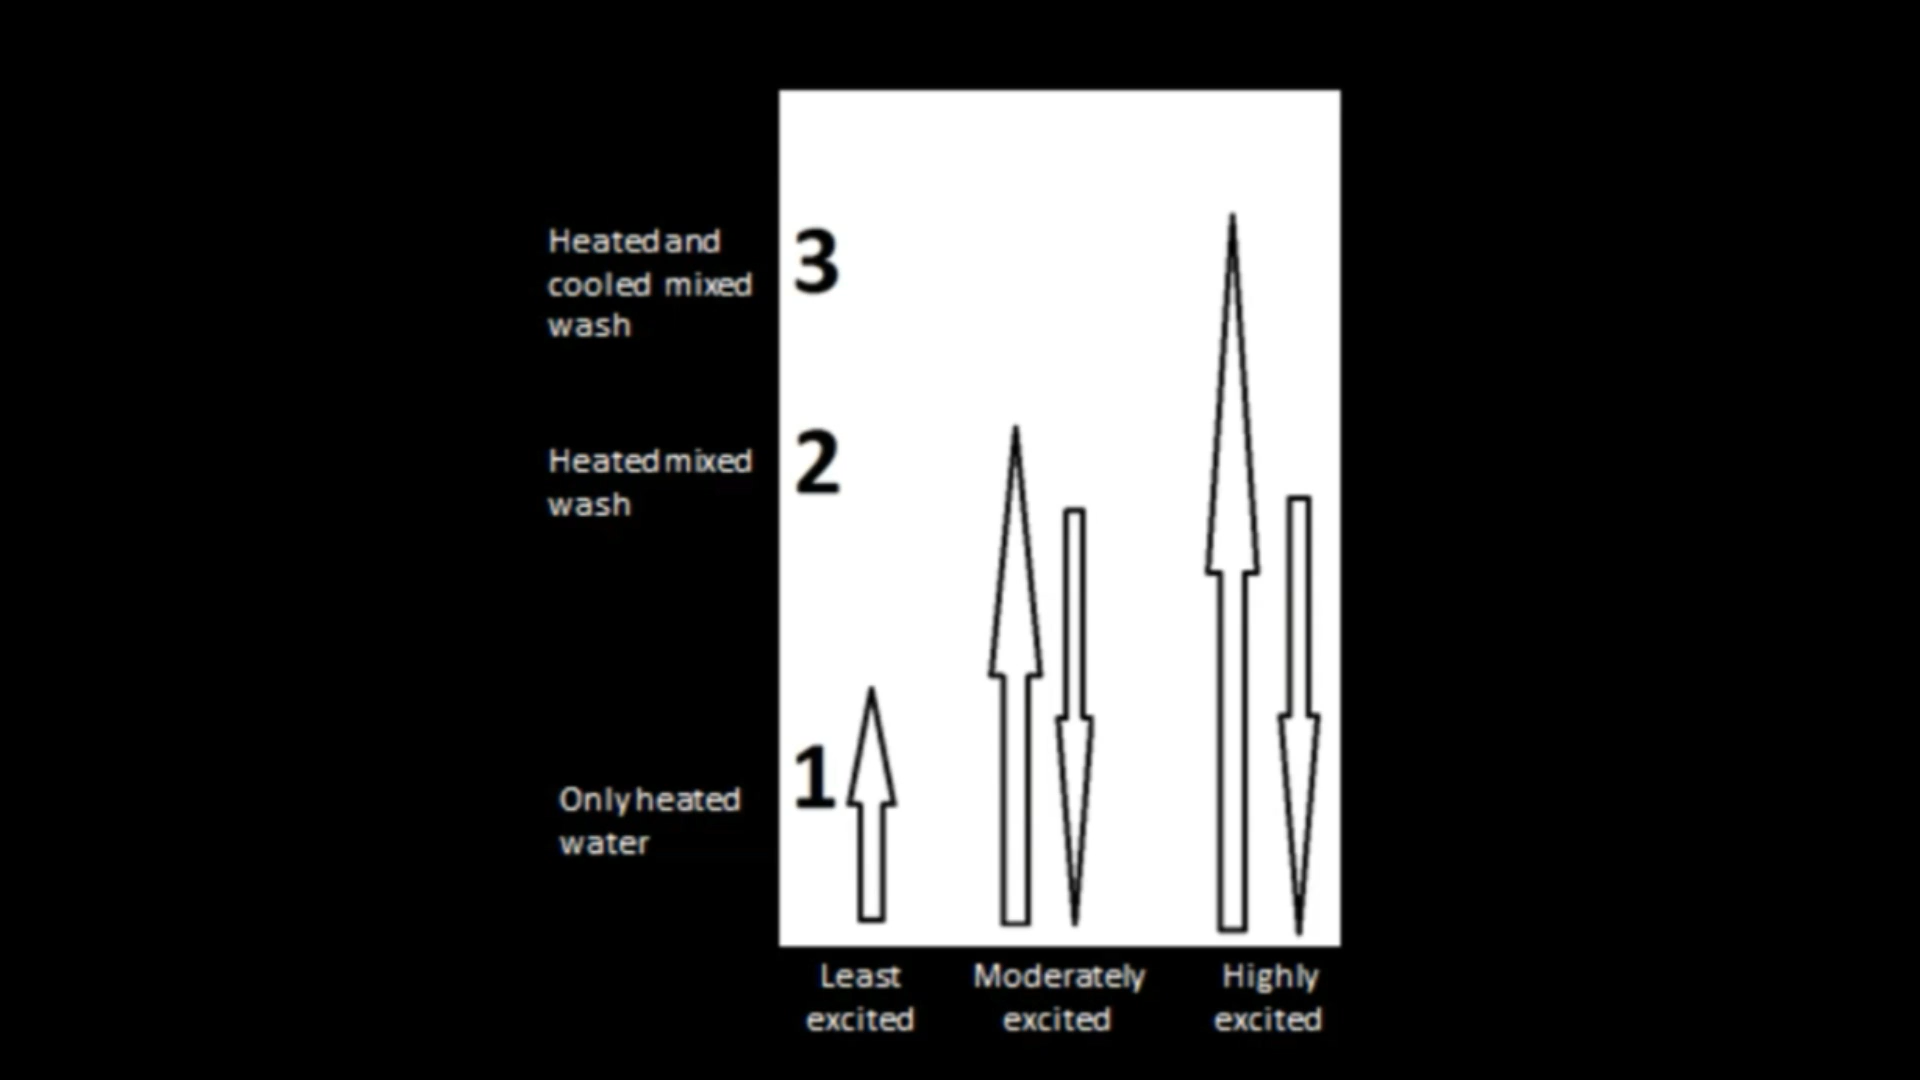 Heated and
cooled mixed
wash
3
Heated mixed
wash
2
Only heated
water
1
Least
excited
Moderately
excited
Highly
excited